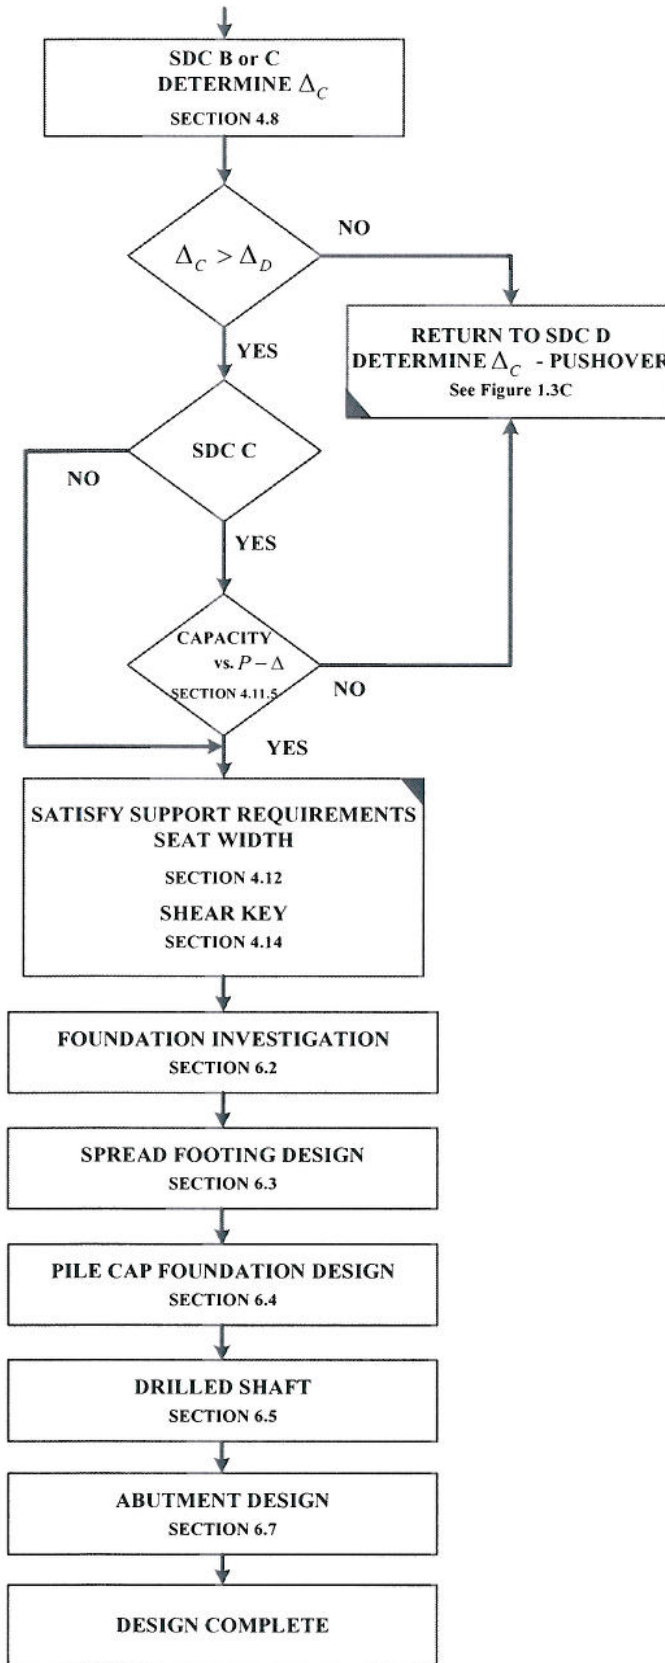 SDC B or C
DETERMINE Δ_C
SECTION 4.8
Δ_C > Δ_D
NO
RETURN TO SDC D
DETERMINE Δ_C - PUSHOVER
See Figure 1.3C
YES
SDC C
NO
YES
CAPACITY
vs. P – Δ
SECTION 4.11.5
NO
YES
SATISFY SUPPORT REQUIREMENTS
SEAT WIDTH
SECTION 4.12
SHEAR KEY
SECTION 4.14
FOUNDATION INVESTIGATION
SECTION 6.2
SPREAD FOOTING DESIGN
SECTION 6.3
PILE CAP FOUNDATION DESIGN
SECTION 6.4
DRILLED SHAFT
SECTION 6.5
ABUTMENT DESIGN
SECTION 6.7
DESIGN COMPLETE